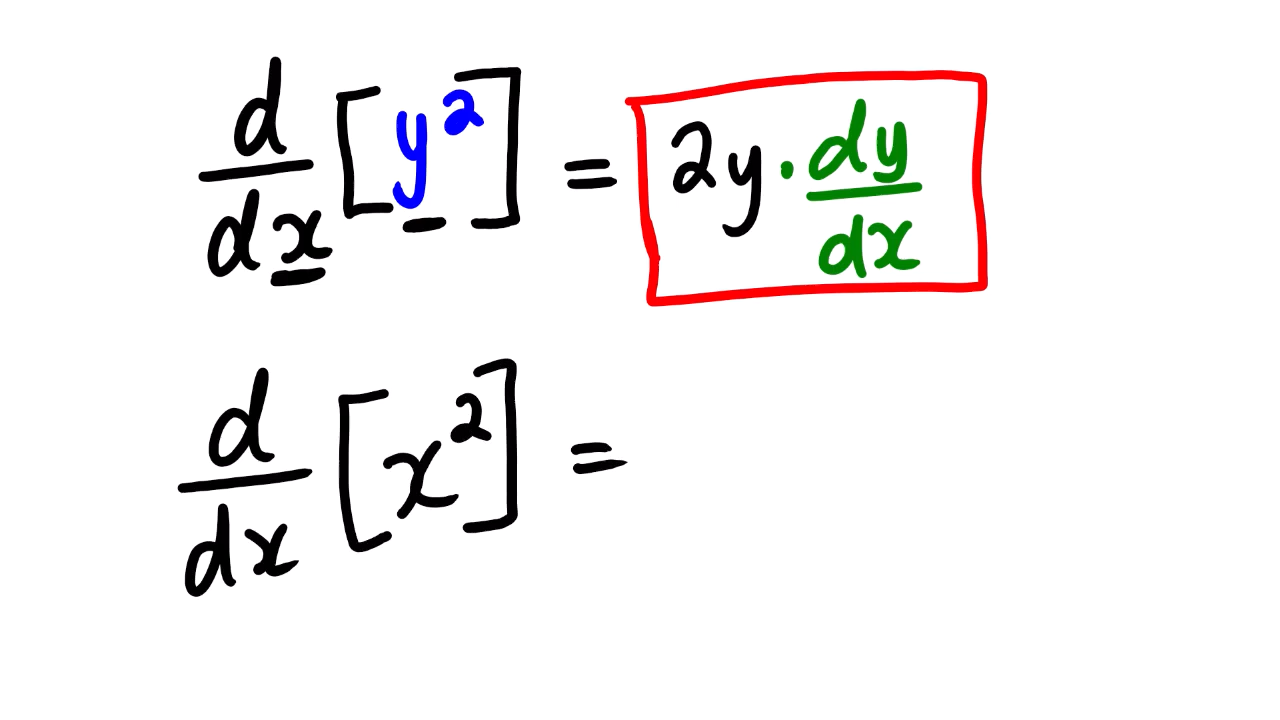 d/dx [y²] = 2y · dy/dx
d/dx [x²] =